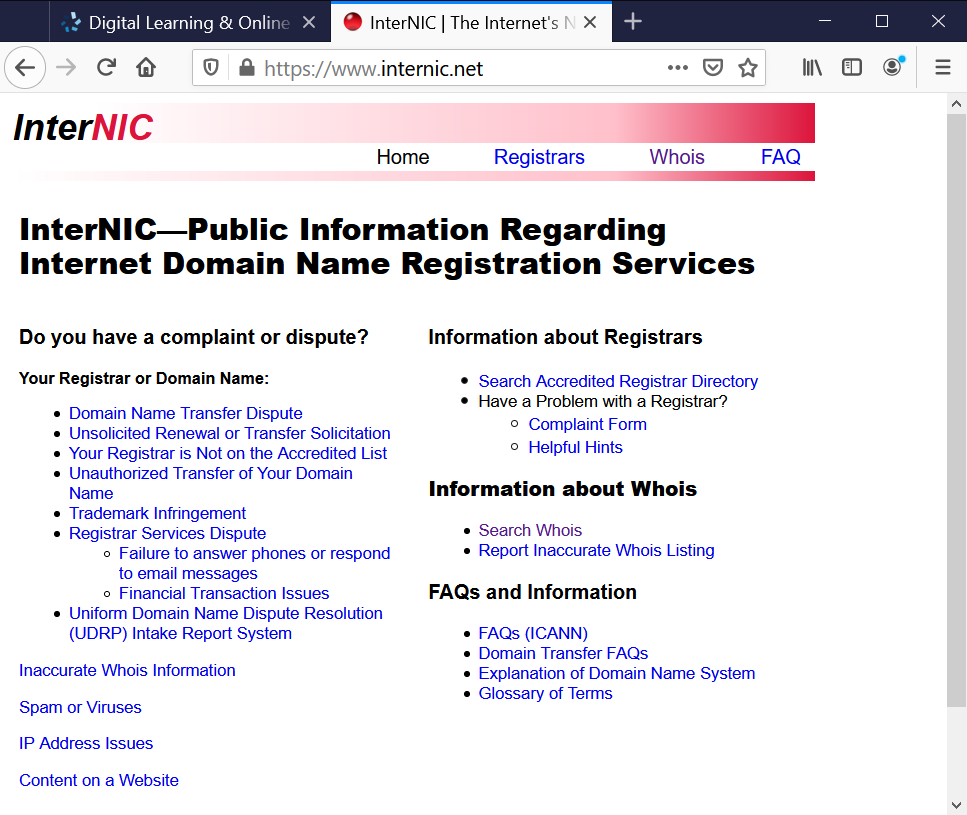 Digital Learning & Online
InterNIC | The Internet's N
https://www.internic.net
InterNIC
Home Registrars Whois FAQ
InterNIC—Public Information Regarding
Internet Domain Name Registration Services
Do you have a complaint or dispute?
Your Registrar or Domain Name:
Domain Name Transfer Dispute
Unsolicited Renewal or Transfer Solicitation
Your Registrar is Not on the Accredited List
Unauthorized Transfer of Your Domain
Name
Trademark Infringement
Registrar Services Dispute
Failure to answer phones or respond
to email messages
Financial Transaction Issues
Uniform Domain Name Dispute Resolution
(UDRP) Intake Report System
Inaccurate Whois Information
Spam or Viruses
IP Address Issues
Content on a Website
Information about Registrars
Search Accredited Registrar Directory
Have a Problem with a Registrar?
Complaint Form
Helpful Hints
Information about Whois
Search Whois
Report Inaccurate Whois Listing
FAQs and Information
FAQs (ICANN)
Domain Transfer FAQs
Explanation of Domain Name System
Glossary of Terms